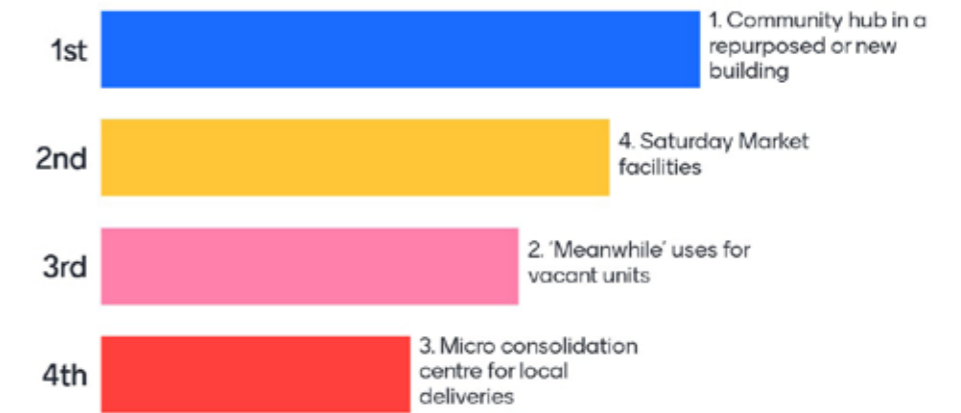 1st
1. Community hub in a
repurposed or new
building
2nd
4. Saturday Market
facilities
3rd
2. ‘Meanwhile’ uses for
vacant units
4th
3. Micro consolidation
centre for local
deliveries